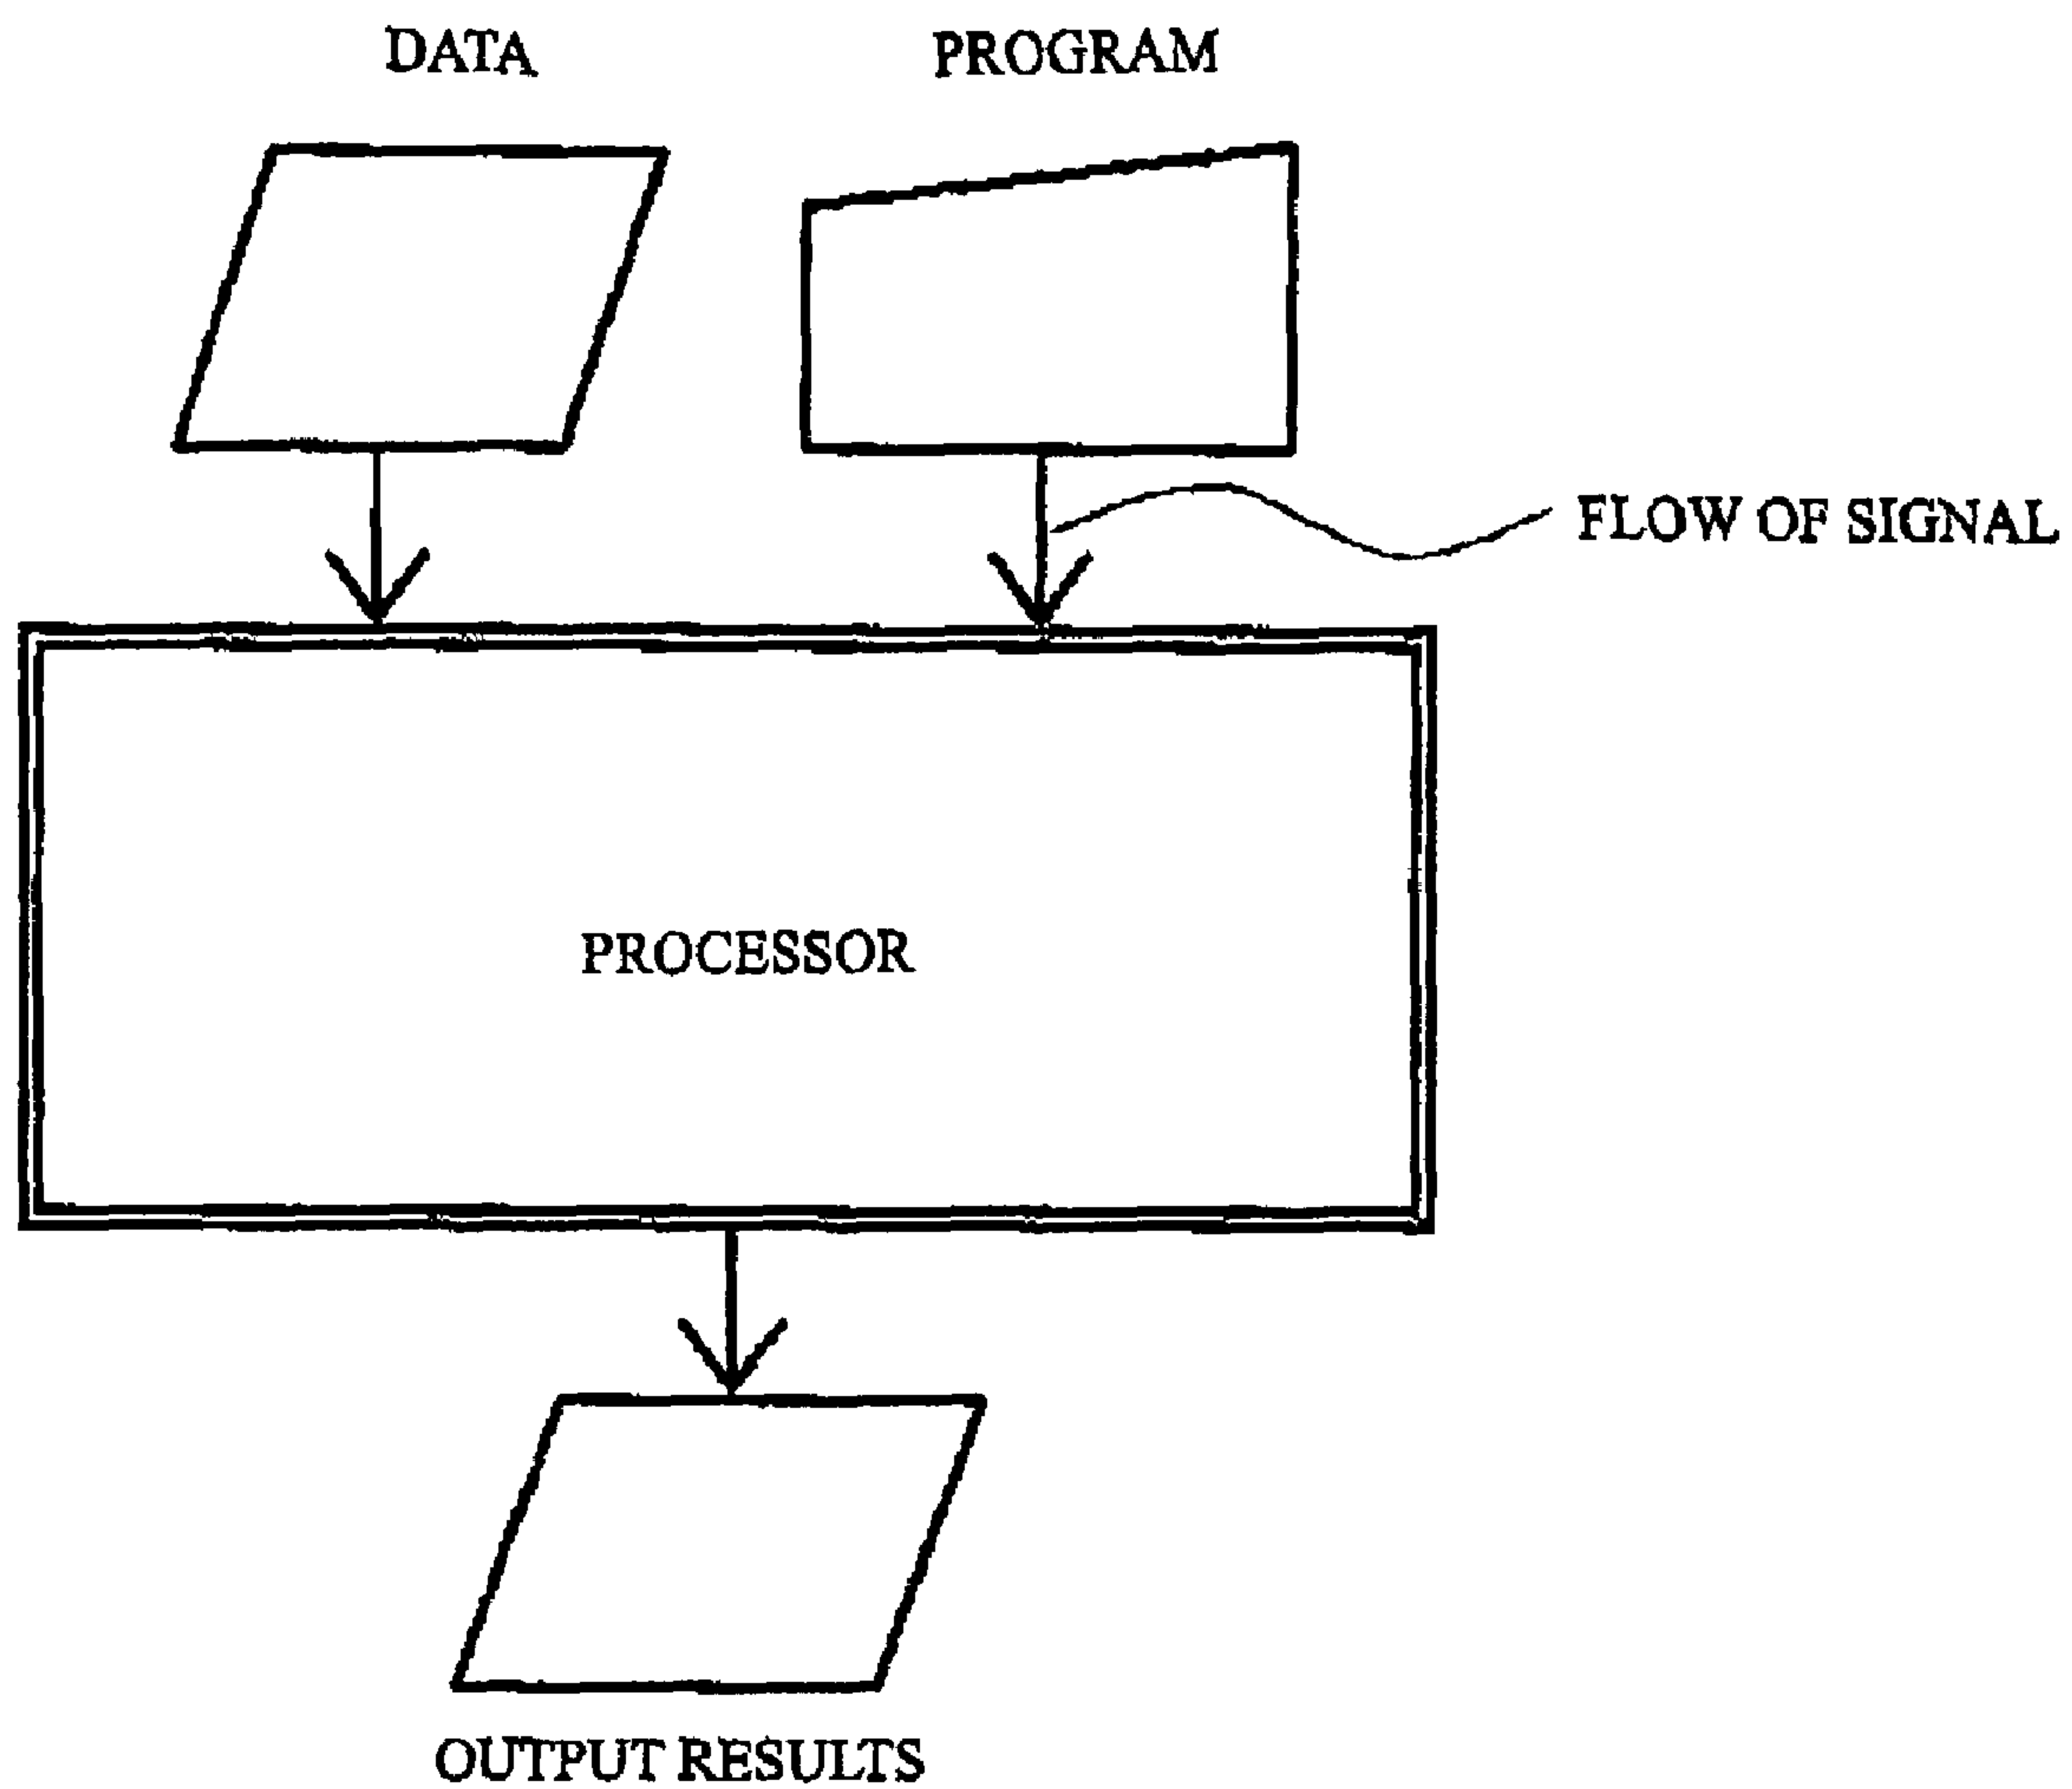 DATA
PROGRAM
FLOW OF SIGNAL
PROCESSOR
OUTPUT RESULTS